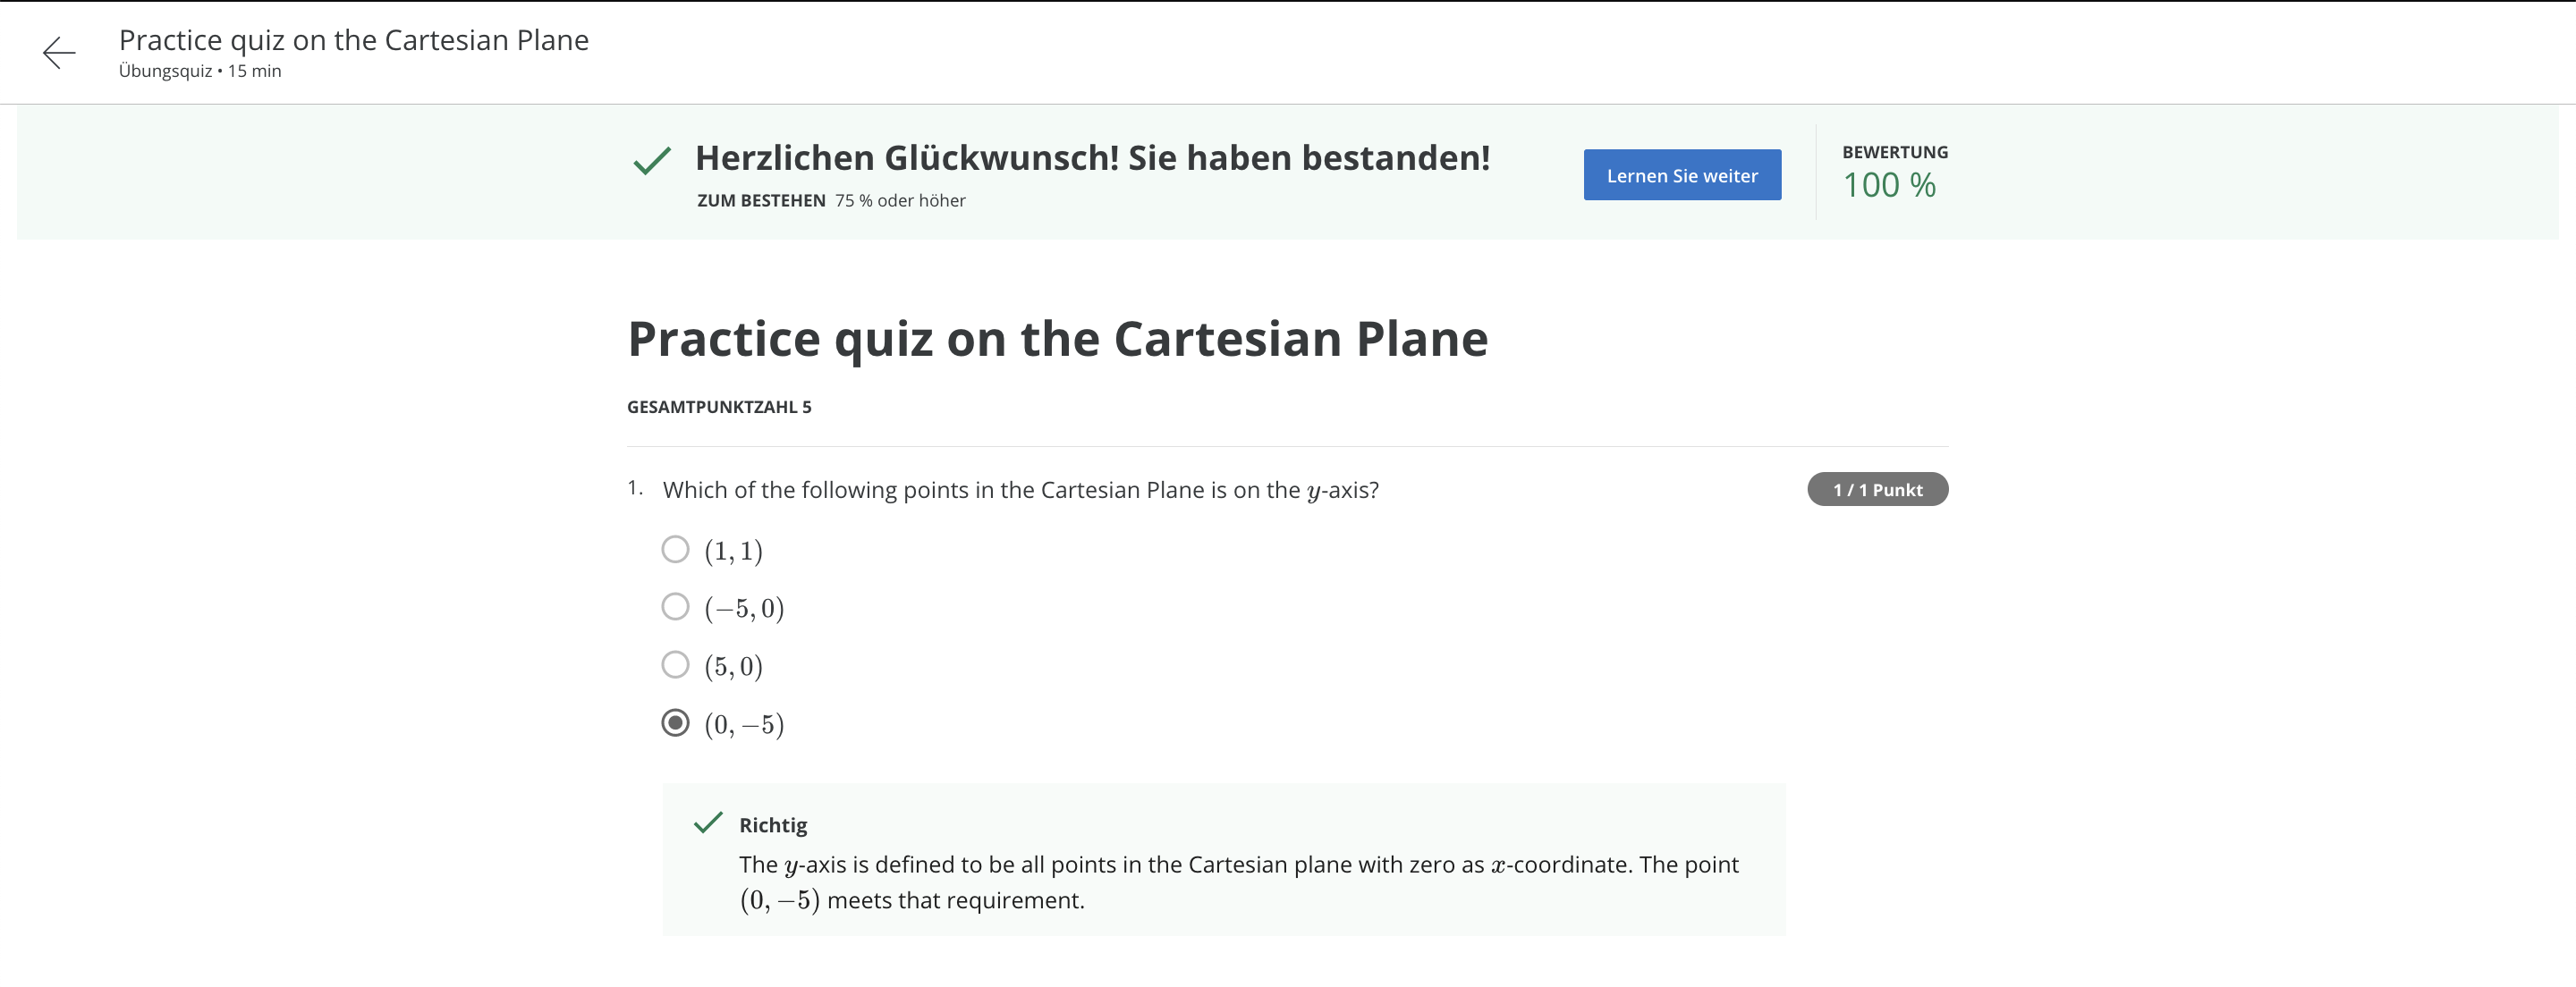 Practice quiz on the Cartesian Plane
Übungsquiz • 15 min
Herzlichen Glückwunsch! Sie haben bestanden!
ZUM BESTEHEN 75 % oder höher
Lernen Sie weiter
BEWERTUNG
100 %
Practice quiz on the Cartesian Plane
GESAMTPUNKTZAHL 5
1. Which of the following points in the Cartesian Plane is on the y-axis?
1 / 1 Punkt
(1, 1)
(−5, 0)
(5, 0)
(0, −5)
Richtig
The y-axis is defined to be all points in the Cartesian plane with zero as x-coordinate. The point
(0, −5) meets that requirement.